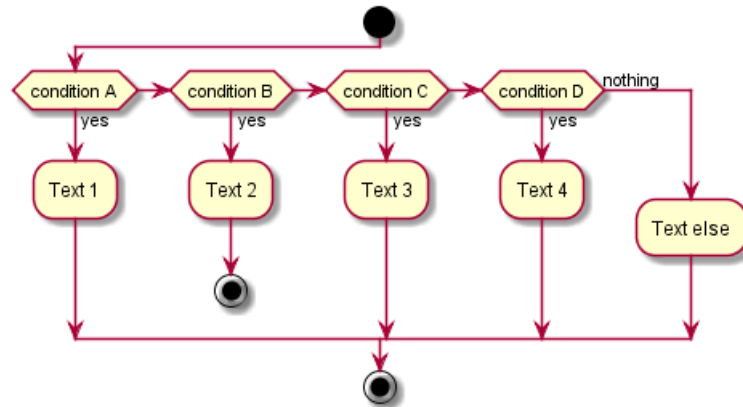 condition A
condition B
condition C
condition D
nothing
yes
yes
yes
yes
Text 1
Text 2
Text 3
Text 4
Text else